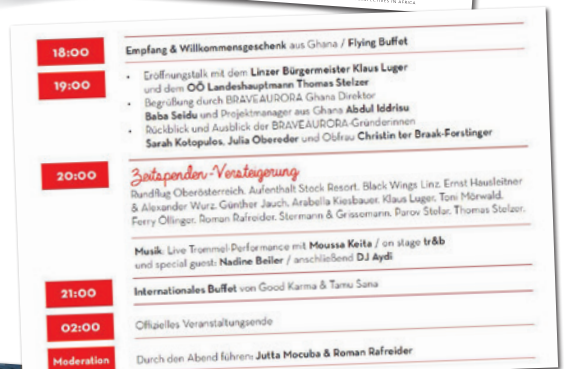 18:00
Empfang & Willkommensgeschenk aus Ghana / Flying Buffet
19:00
• Eröffnungstalk mit dem Linzer Bürgermeister Klaus Luger
und dem OÖ Landeshauptmann Thomas Stelzer
• Begrüßung durch BRAVEAURORA Ghana Direktor
Baba Seidu und Projektmanager aus Ghana Abdul Iddrisu
• Rückblick und Ausblick der BRAVEAURORA-Gründerinnen
Sarah Kotopulos, Julia Obereder und Obfrau Christin ter Braak-Forstinger
20:00
Zeitspenden-Versteigerung
Rundflug Oberösterreich, Aufenthalt Stock Resort, Black Wings Linz, Ernst Hausleitner
& Alexander Wurz, Günther Jauch, Arabella Kiesbauer, Klaus Luger, Toni Mörwald,
Ferry Öllinger, Roman Rafreider, Stermann & Grissemann, Parov Stelar, Thomas Stelzer,
Musik: Live Trommel-Performance mit Moussa Keita / on stage tr&b
und special guest: Nadine Beiler / anschließend DJ Aydi
21:00
Internationales Buffet von Good Karma & Tamu Sana
02:00
Offizielles Veranstaltungsende
Moderation
Durch den Abend führen: Jutta Mocuba & Roman Rafreider